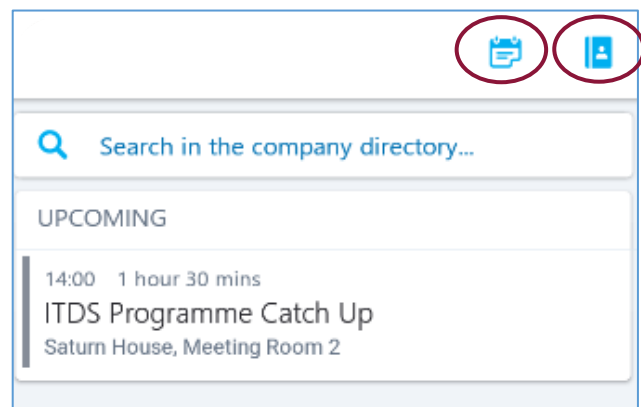 Search in the company directory...
UPCOMING
14:00 1 hour 30 mins
ITDS Programme Catch Up
Saturn House, Meeting Room 2